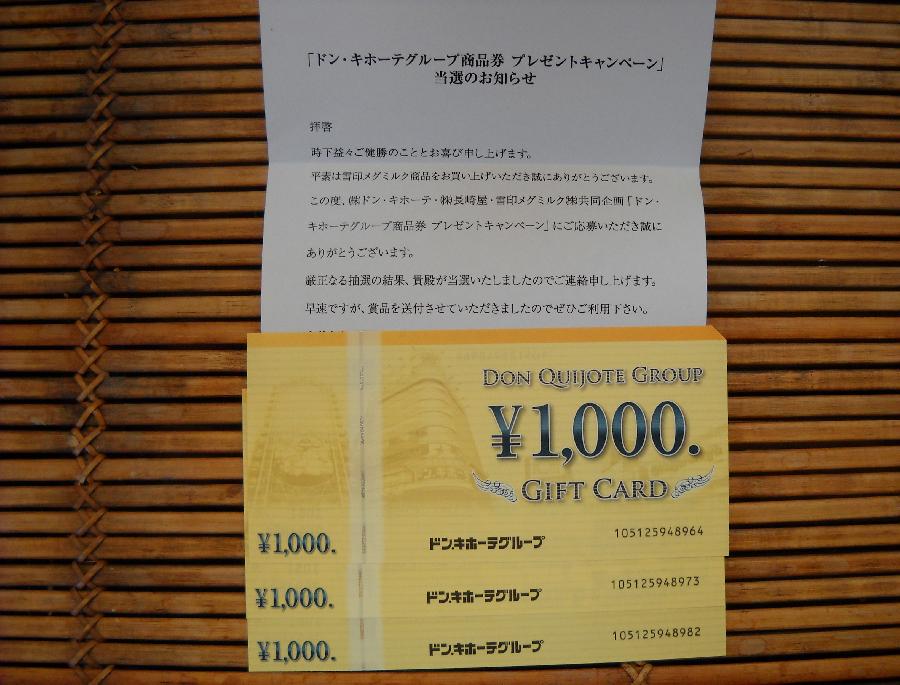 「ドン・キホーテグループ商品券 プレゼントキャンペーン」
当選のお知らせ
拝啓
時下益々ご健勝のこととお喜び申し上げます。
平素は雪印メグミルク商品をお買い上げいただき誠にありがとうございます。
この度、㈱ドン・キホーテ・㈱長崎屋・雪印メグミルク㈱共同企画「ドン・
キホーテグループ商品券 プレゼントキャンペーン」にご応募いただき誠に
ありがとうございます。
厳正なる抽選の結果、貴殿が当選いたしましたのでご連絡申し上げます。
早速ですが、賞品を送付させていただきましたのでぜひご利用下さい。
DON QUIJOTE GROUP
¥1,000.
GIFT CARD
¥1,000. ドン.キホーテグループ 105125948964
¥1,000. ドン.キホーテグループ 105125948973
¥1,000. ドン.キホーテグループ 105125948982